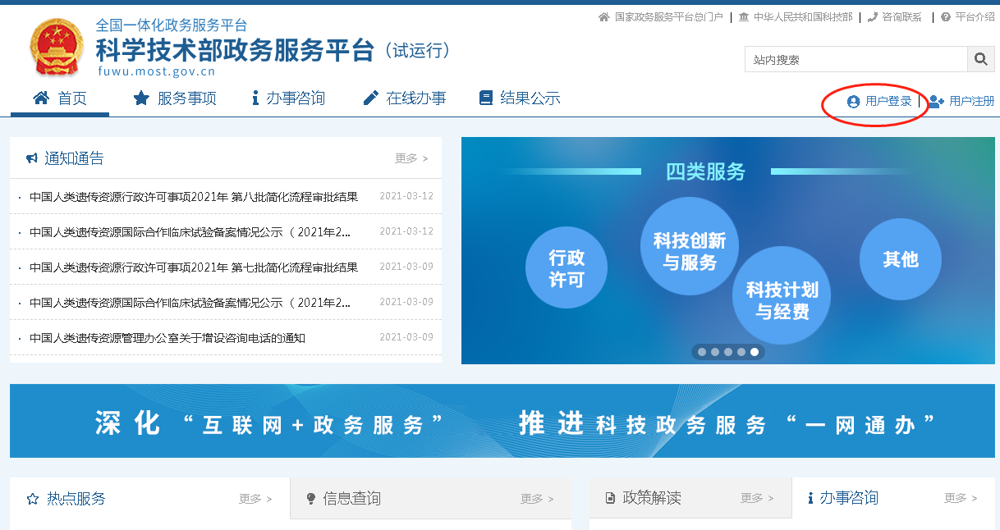 国家政务服务平台总门户 | 中华人民共和国科技部 | 咨询联系 | 平台介绍
全国一体化政务服务平台
科学技术部政务服务平台（试运行）
fuwu.most.gov.cn
站内搜索
首页 服务事项 办事咨询 在线办事 结果公示
用户登录 | 用户注册
通知通告 更多 >
· 中国人类遗传资源行政许可事项2021年 第八批简化流程审批结果 2021-03-12
· 中国人类遗传资源国际合作临床试验备案情况公示 （ 2021年2... 2021-03-12
· 中国人类遗传资源行政许可事项2021年 第七批简化流程审批结果 2021-03-09
· 中国人类遗传资源国际合作临床试验备案情况公示 （ 2021年2... 2021-03-09
· 中国人类遗传资源管理办公室关于增设咨询电话的通知 2021-03-09
四类服务
行政
许可
科技创新
与服务
科技计划
与经费
其他
深化“互联网+政务服务” 推进科技政务服务“一网通办”
热点服务 更多 >
信息查询 更多 >
政策解读 更多 >
办事咨询 更多 >